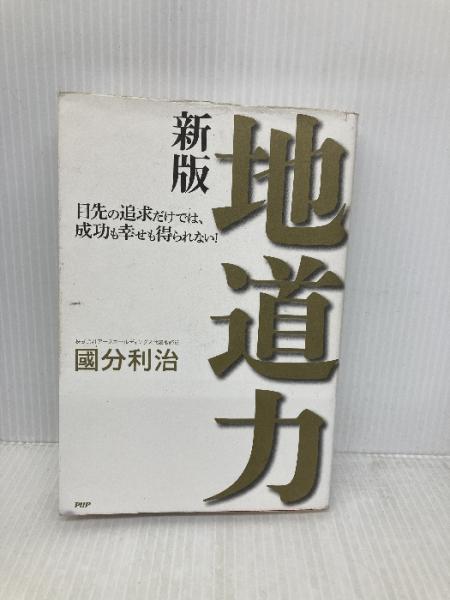 新版
地道力
目先の追求だけでは、
成功も幸せも得られない!
國分利治
PHP